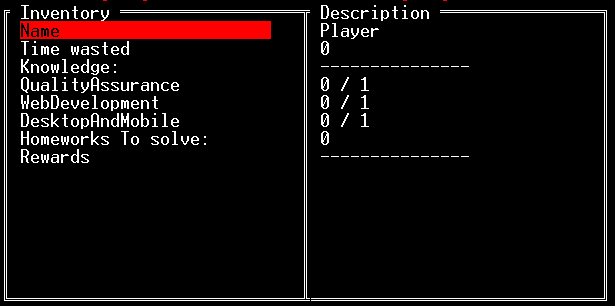 Inventory Description
Name Player
Time wasted 0
Knowledge: ---------------
QualityAssurance 0 / 1
WebDevelopment 0 / 1
DesktopAndMobile 0 / 1
Homeworks To solve: 0
Rewards ---------------